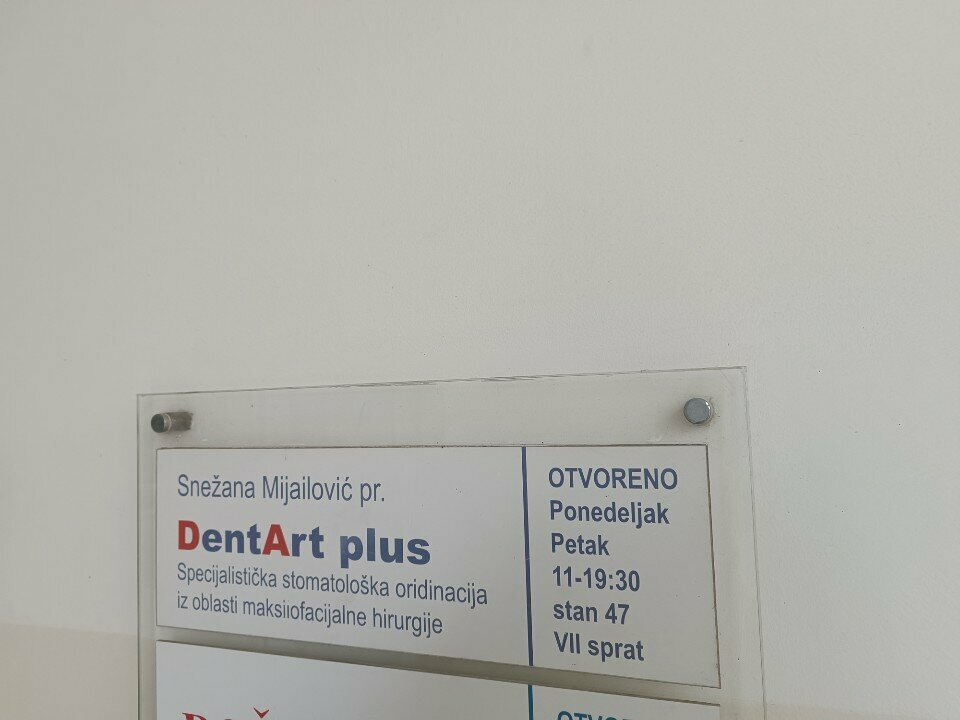 Snežana Mijailović pr.
DentArt plus
Specijalistička stomatološka oridinacija
iz oblasti maksiiofacijalne hirurgije
OTVORENO
Ponedeljak
Petak
11-19:30
stan 47
VII sprat